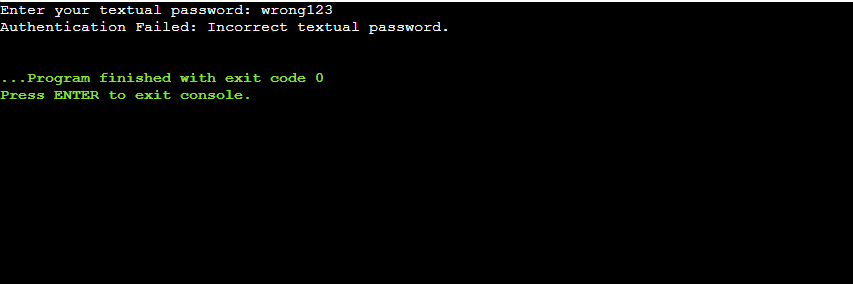 Enter your textual password: wrong123
Authentication Failed: Incorrect textual password.
...Program finished with exit code 0
Press ENTER to exit console.